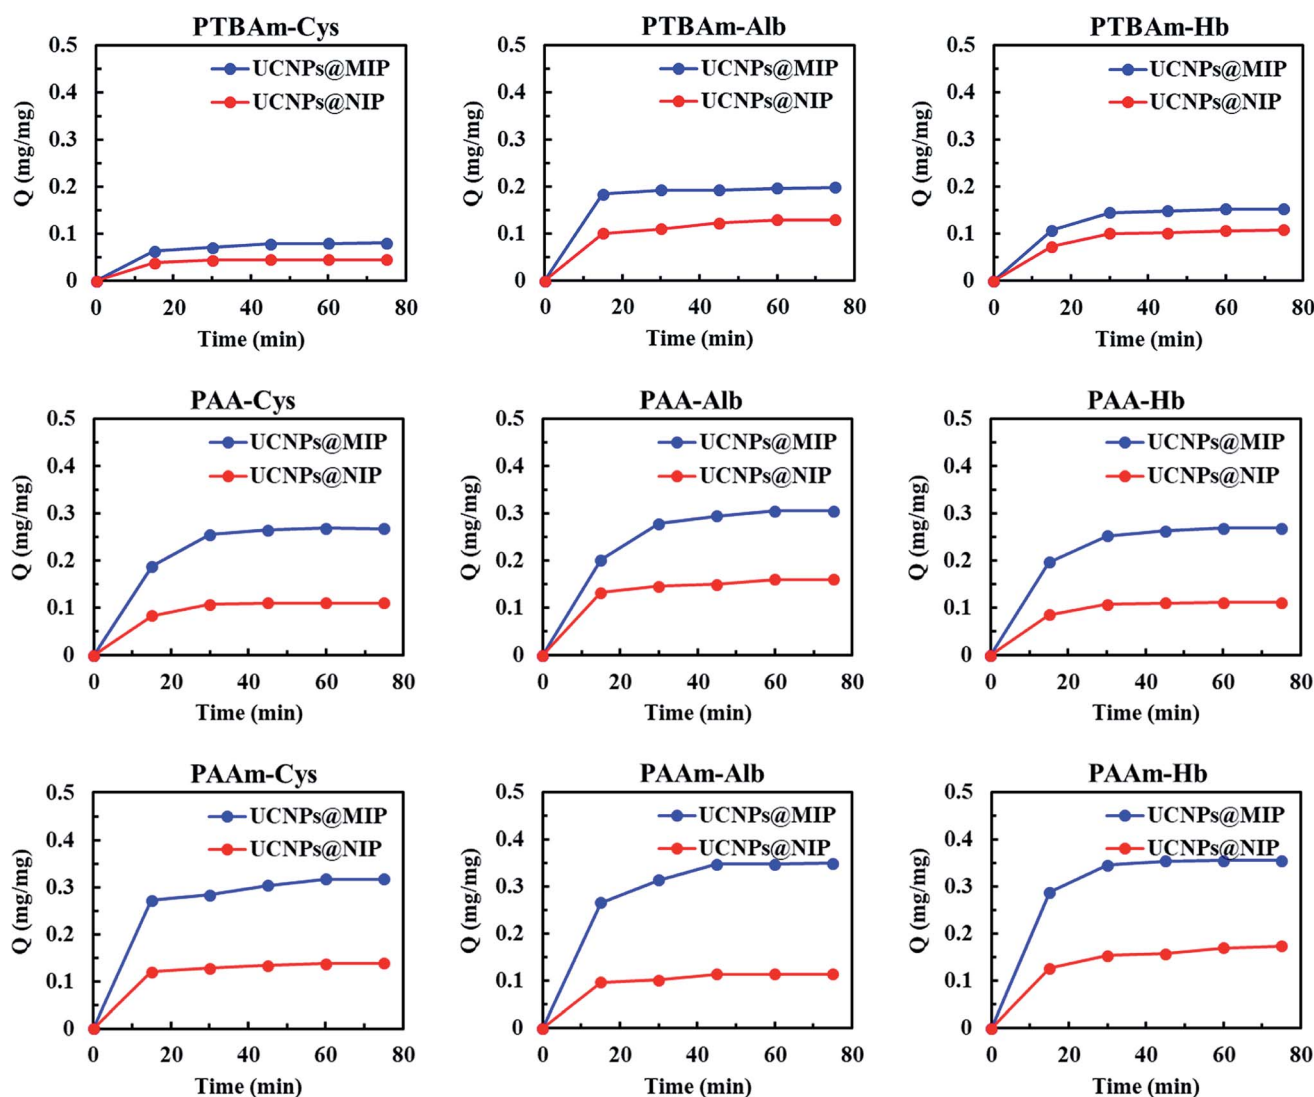 PTBAm-Cys
0.5
0.4
0.3
0.2
0.1
0
Q (mg/mg)
UCNPs@MIP
UCNPs@NIP
0 20 40 60 80
Time (min)
PTBAm-Alb
0.5
0.4
0.3
0.2
0.1
0
Q (mg/mg)
UCNPs@MIP
UCNPs@NIP
0 20 40 60 80
Time (min)
PTBAm-Hb
0.5
0.4
0.3
0.2
0.1
0
Q (mg/mg)
UCNPs@MIP
UCNPs@NIP
0 20 40 60 80
Time (min)
PAA-Cys
0.5
0.4
0.3
0.2
0.1
0
Q (mg/mg)
UCNPs@MIP
UCNPs@NIP
0 20 40 60 80
Time (min)
PAA-Alb
0.5
0.4
0.3
0.2
0.1
0
Q (mg/mg)
UCNPs@MIP
UCNPs@NIP
0 20 40 60 80
Time (min)
PAA-Hb
0.5
0.4
0.3
0.2
0.1
0
Q (mg/mg)
UCNPs@MIP
UCNPs@NIP
0 20 40 60 80
Time (min)
PAAm-Cys
0.5
0.4
0.3
0.2
0.1
0
Q (mg/mg)
UCNPs@MIP
UCNPs@NIP
0 20 40 60 80
Time (min)
PAAm-Alb
0.5
0.4
0.3
0.2
0.1
0
Q (mg/mg)
UCNPs@MIP
UCNPs@NIP
0 20 40 60 80
Time (min)
PAAm-Hb
0.5
0.4
0.3
0.2
0.1
0
Q (mg/mg)
UCNPs@MIP
UCNPs@NIP
0 20 40 60 80
Time (min)